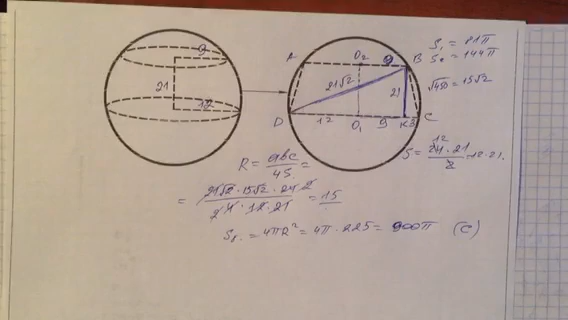 9
21
12
A O₂ 9 B
21√2
21
D 12 O₁ 9 K 3 C
S₁ = 81π
S₂ = 144π
√450 = 15√2
R = abc / 4S =
S = 24 · 21 / 2 = 12 · 21.
12
= 21√2 · 15√2 · 24 / 4 · 12 · 21 = 15
2
= 4πR² = 4π · 225 = 900π (C)